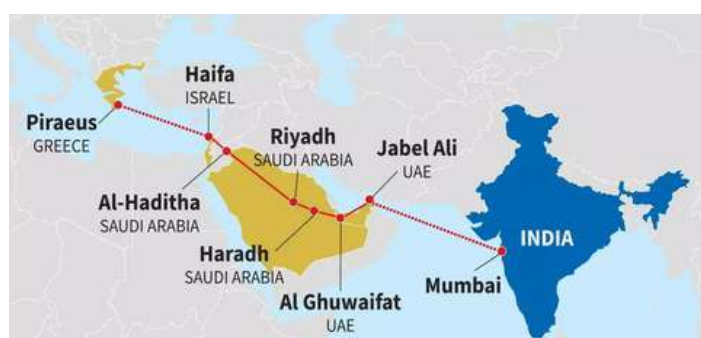 Haifa
ISRAEL
Piraeus
GREECE
Riyadh
SAUDI ARABIA
Jabel Ali
UAE
Al-Haditha
SAUDI ARABIA
Haradh
SAUDI ARABIA
INDIA
Mumbai
Al Ghuwaifat
UAE